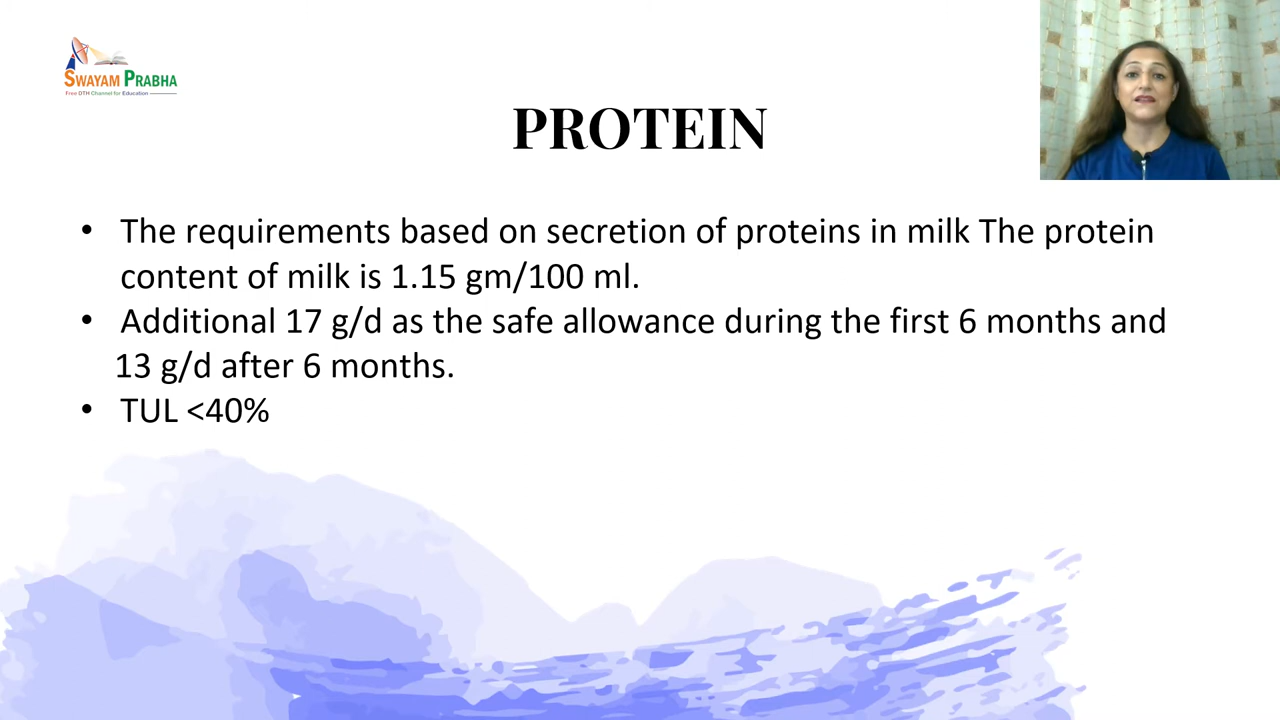 SWAYAM PRABHA
Free DTH Channel for Education
PROTEIN
• The requirements based on secretion of proteins in milk The protein
content of milk is 1.15 gm/100 ml.
• Additional 17 g/d as the safe allowance during the first 6 months and
13 g/d after 6 months.
• TUL <40%